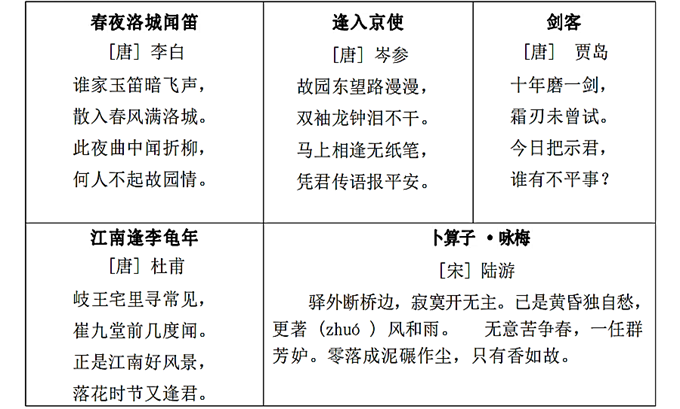 春夜洛城闻笛
[唐] 李白
谁家玉笛暗飞声，
散入春风满洛城。
此夜曲中闻折柳，
何人不起故园情。
逢入京使
[唐] 岑参
故园东望路漫漫，
双袖龙钟泪不干。
马上相逢无纸笔，
凭君传语报平安。
剑客
[唐] 贾岛
十年磨一剑，
霜刃未曾试。
今日把示君，
谁有不平事？
江南逢李龟年
[唐] 杜甫
岐王宅里寻常见，
崔九堂前几度闻。
正是江南好风景，
落花时节又逢君。
卜算子 ·咏梅
[宋] 陆游
驿外断桥边，寂寞开无主。已是黄昏独自愁，
更著（zhuó ）风和雨。 无意苦争春，一任群
芳妒。零落成泥碾作尘，只有香如故。